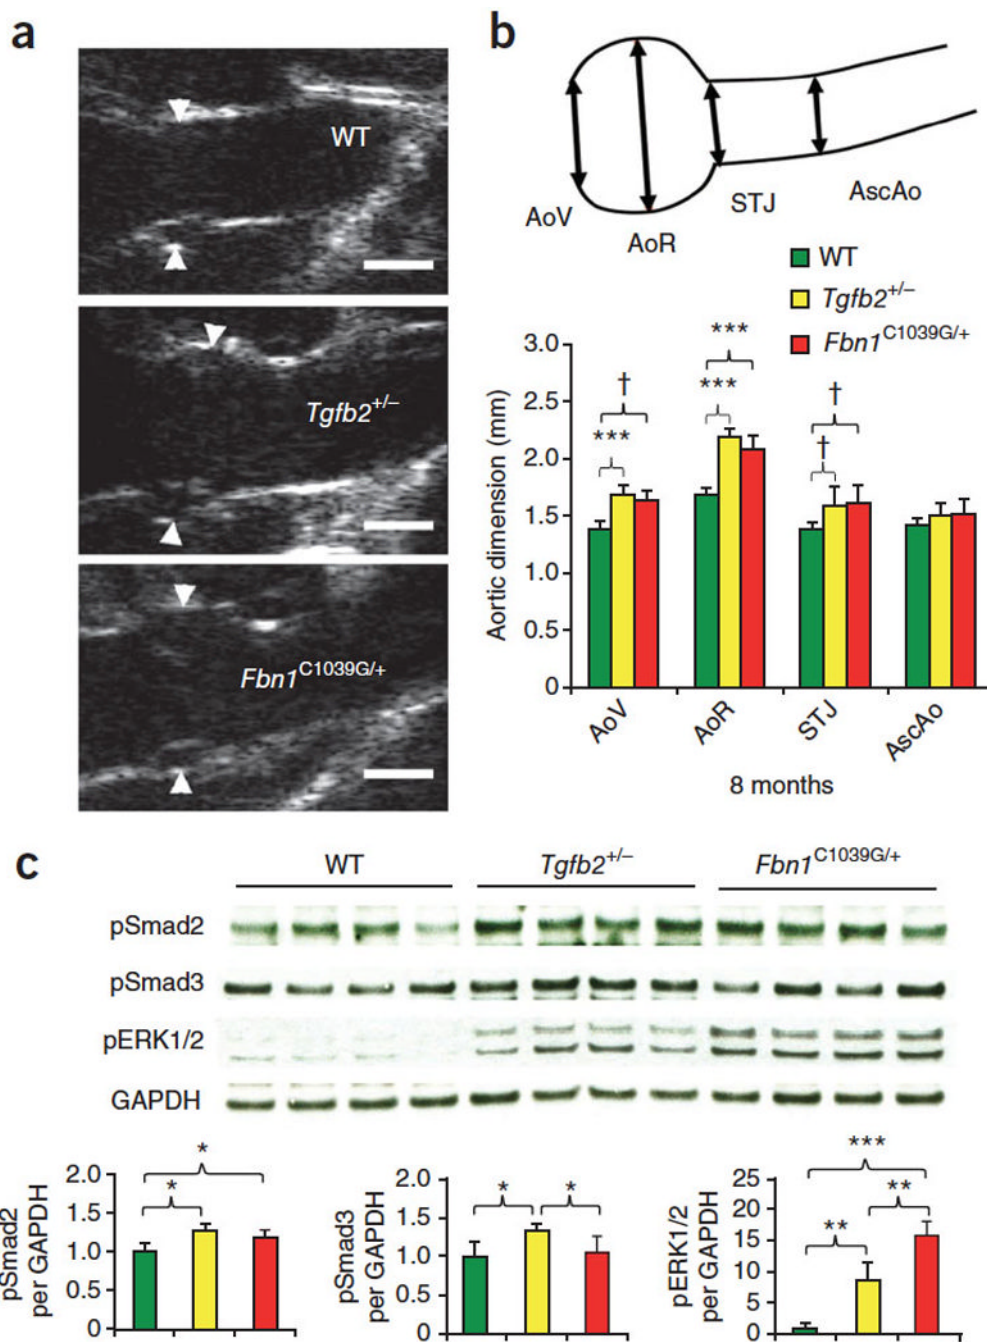 a
WT
Tgfb2+/–
Fbn1C1039G/+
b
AoV
AoR
STJ
AscAo
WT
Tgfb2+/–
Fbn1C1039G/+
Aortic dimension (mm)
3.0
2.5
2.0
1.5
1.0
0.5
0
†
***
***
***
†
†
AoV
AoR
STJ
AscAo
8 months
c
WT
Tgfb2+/–
Fbn1C1039G/+
pSmad2
pSmad3
pERK1/2
GAPDH
pSmad2
per GAPDH
2.0
1.5
1.0
0.5
0
*
*
pSmad3
per GAPDH
2.0
1.5
1.0
0.5
0
*
*
pERK1/2
per GAPDH
25
20
15
10
5
0
***
**
**